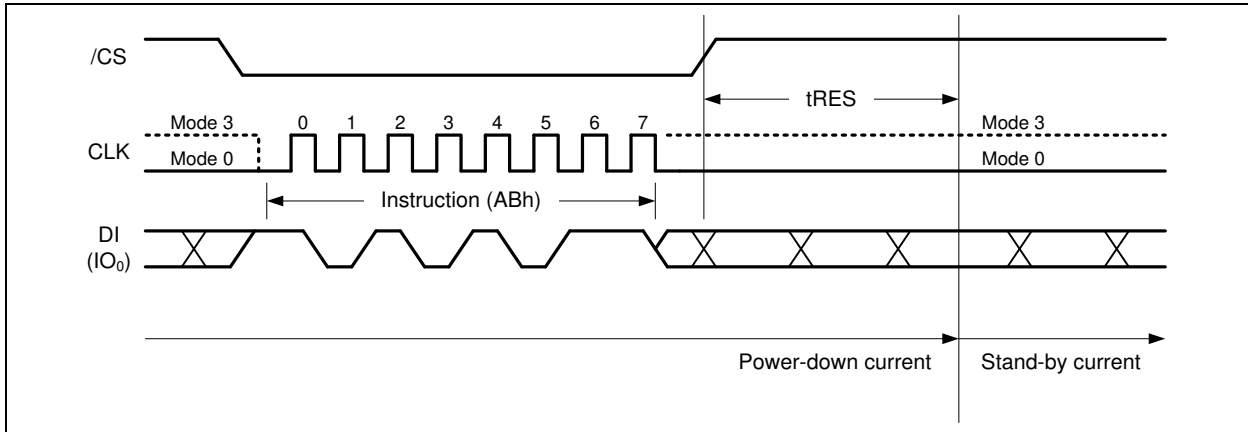 /CS
tRES
Mode 3 0 1 2 3 4 5 6 7 Mode 3
CLK
Mode 0 Mode 0
Instruction (ABh)
DI
(IO₀)
Power-down current Stand-by current